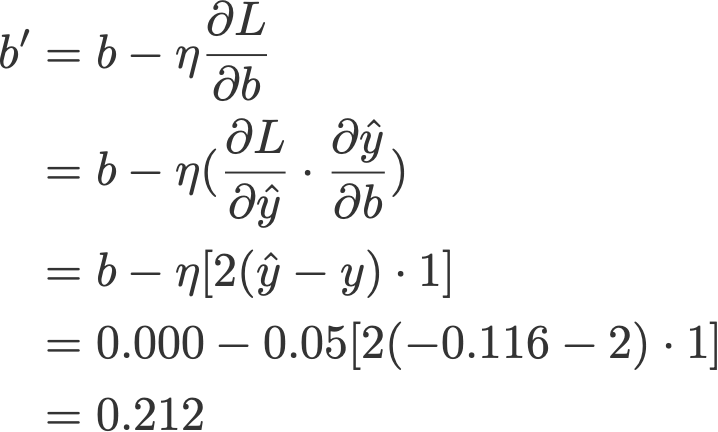 b′ = b − η ∂L/∂b
= b − η(∂L/∂ŷ · ∂ŷ/∂b)
= b − η[2(ŷ − y) · 1]
= 0.000 − 0.05[2(−0.116 − 2) · 1]
= 0.212